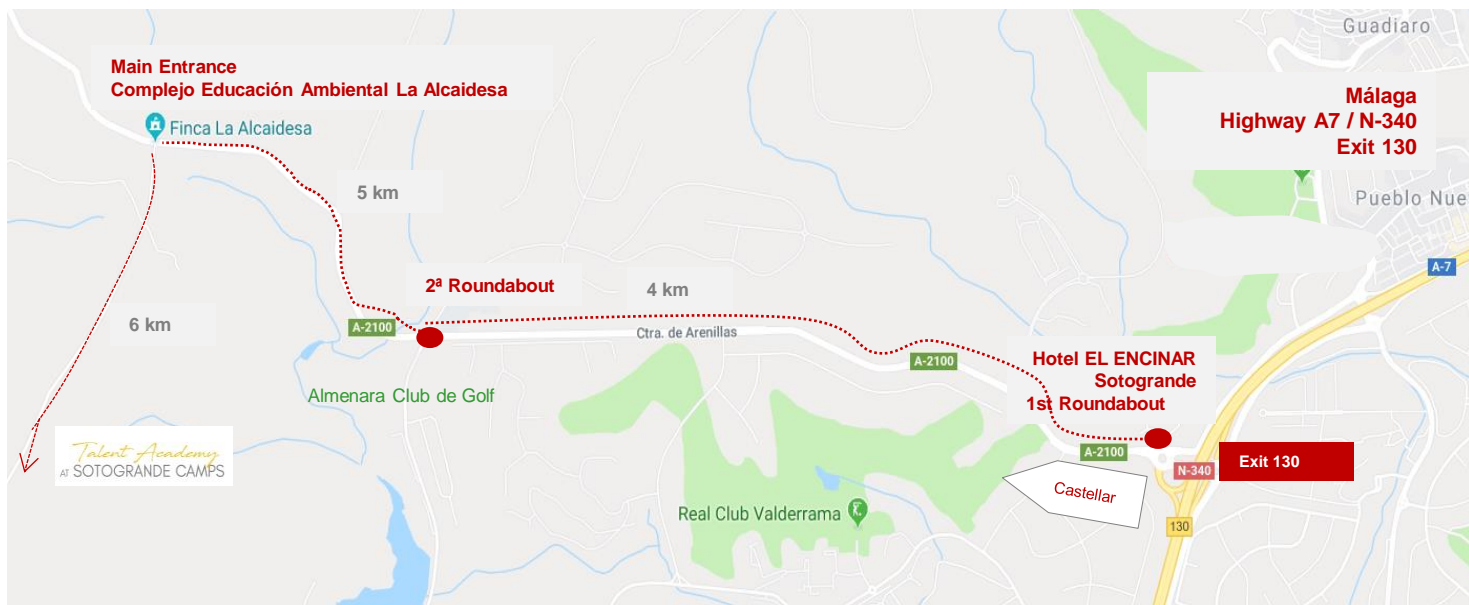 Guadiaro
Main Entrance
Complejo Educación Ambiental La Alcaidesa
Finca La Alcaidesa
Málaga
Highway A7 / N-340
Exit 130
5 km
Pueblo Nue
A-7
2ª Roundabout
4 km
6 km
A-2100
Ctra. de Arenillas
A-2100
Hotel EL ENCINAR
Sotogrande
1st Roundabout
Almenara Club de Golf
Talent Academy
AT SOTOGRANDE CAMPS
A-2100
N-340
Exit 130
Castellar
Real Club Valderrama
130